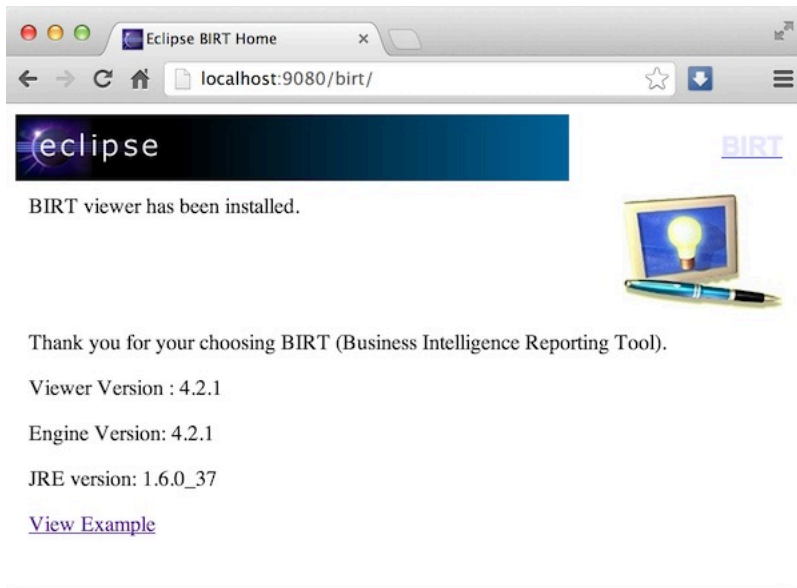 Eclipse BIRT Home
localhost:9080/birt/
eclipse
BIRT
BIRT viewer has been installed.
Thank you for your choosing BIRT (Business Intelligence Reporting Tool).
Viewer Version : 4.2.1
Engine Version: 4.2.1
JRE version: 1.6.0_37
View Example